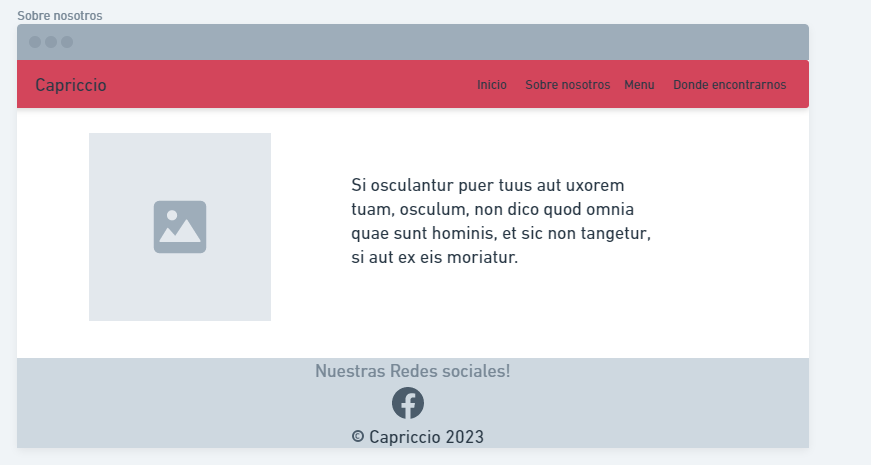 Sobre nosotros
Capriccio
Inicio Sobre nosotros Menu Donde encontrarnos
Si osculantur puer tuus aut uxorem
tuam, osculum, non dico quod omnia
quae sunt hominis, et sic non tangetur,
si aut ex eis moriatur.
Nuestras Redes sociales!
© Capriccio 2023